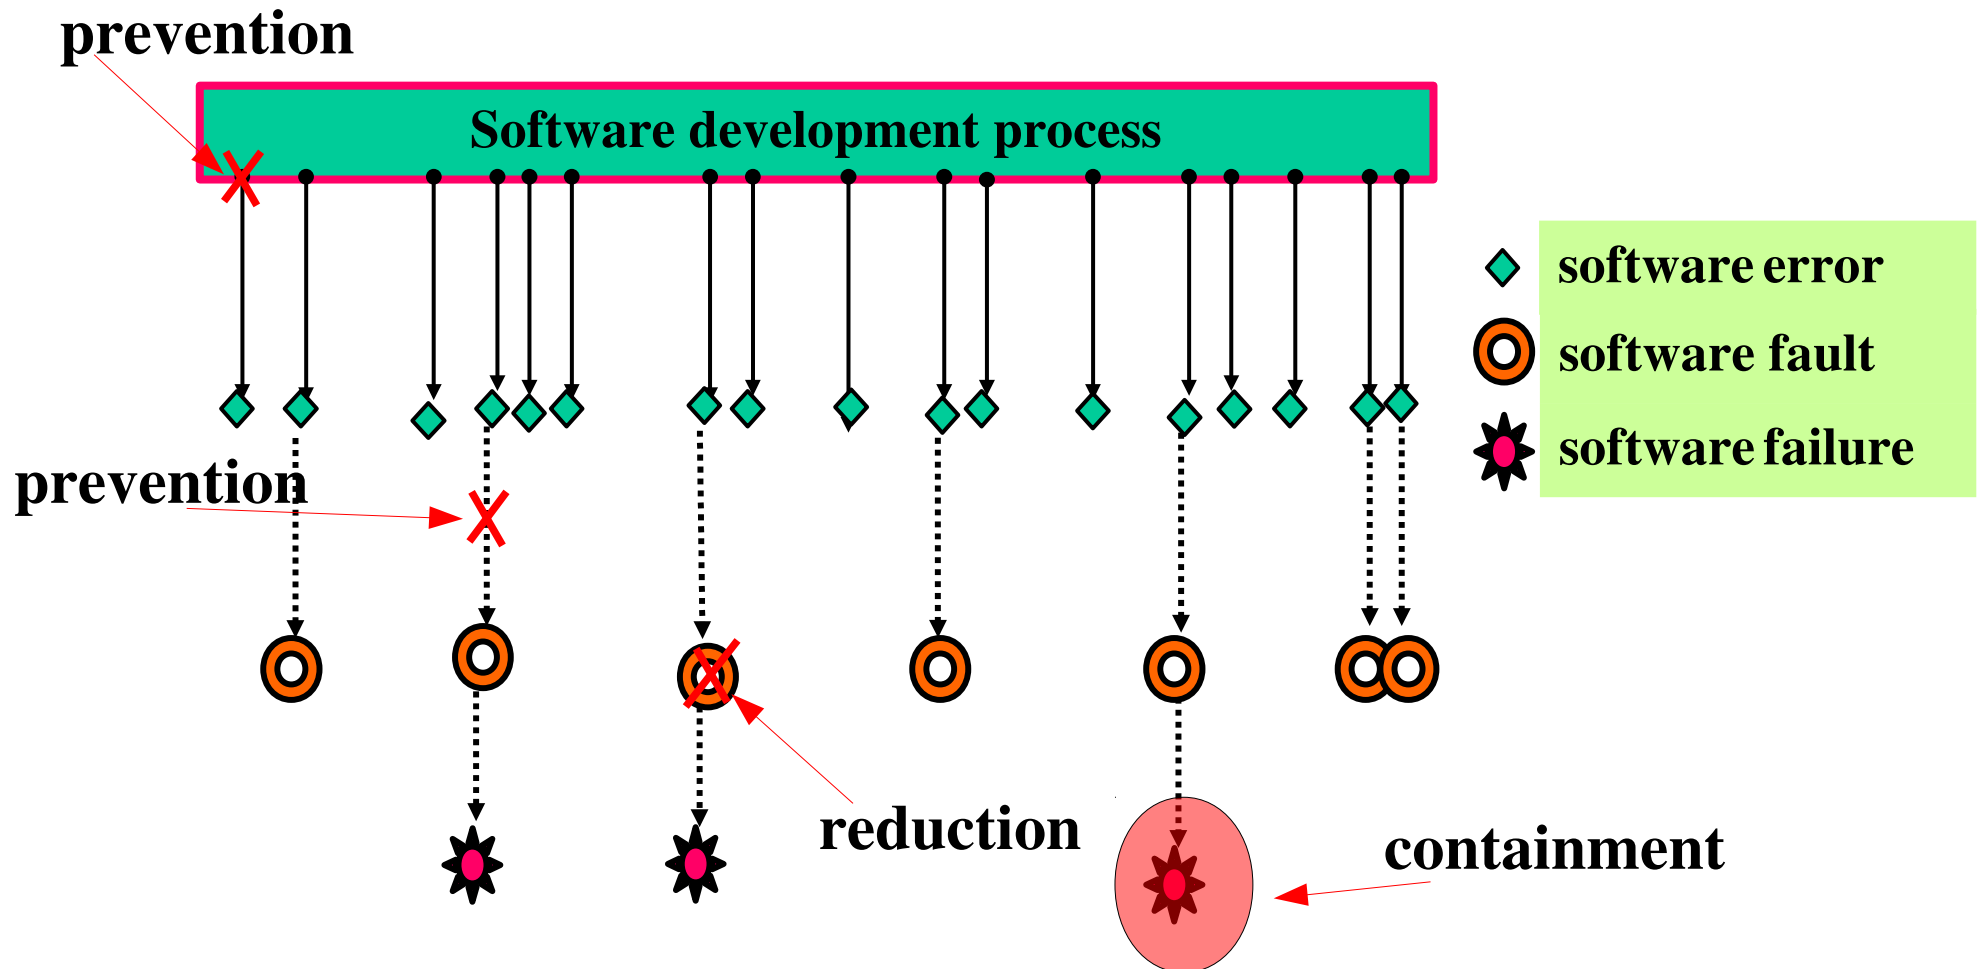 prevention
Software development process
software error
software fault
software failure
prevention
reduction
containment